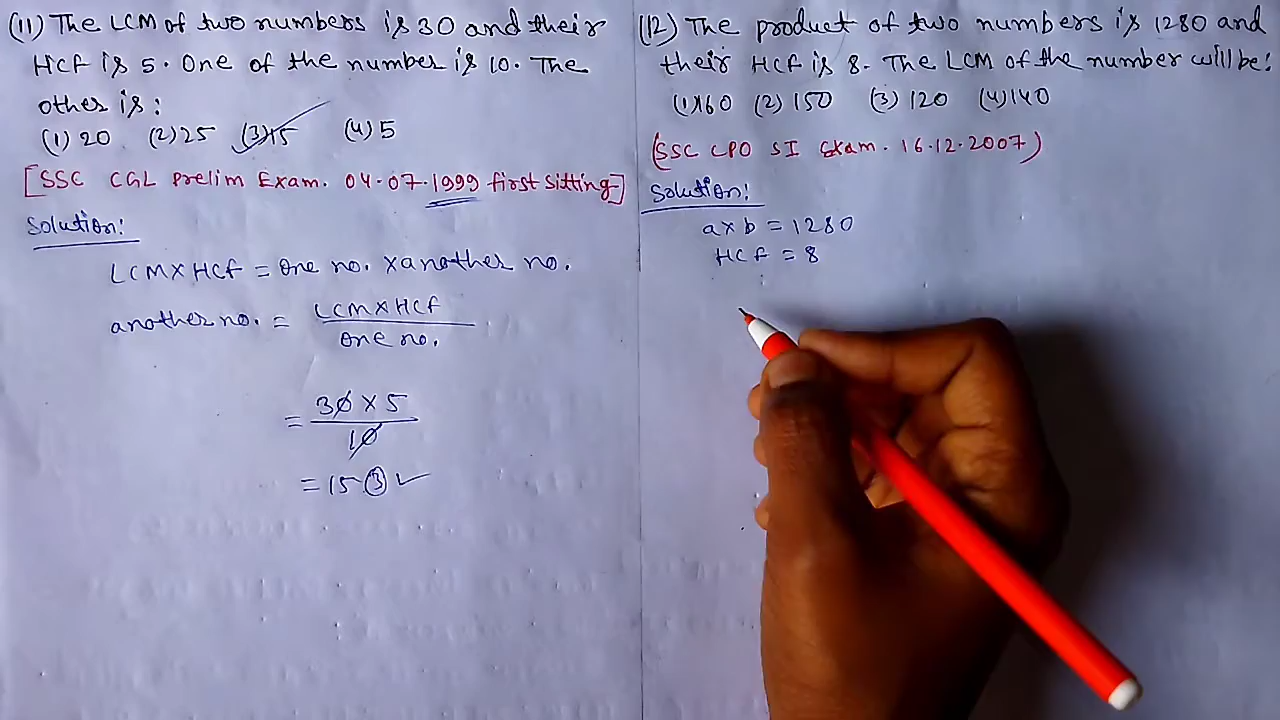 (11) The LCM of two numbers is 30 and their
HCF is 5. One of the number is 10. The
other is:
(1) 20 (2) 25 (3) 15 (4) 5
[SSC CGL Prelim Exam. 04.07.1999 first Sitting]
Solution:
LCM×HCF = One no. × another no.
another no. = LCM×HCF
One no.
= 30 × 5
10
= 15 (3) ✓
(12) The product of two numbers is 1280 and
their HCF is 8. The LCM of the number will be:
(1) 160 (2) 150 (3) 120 (4) 140
(SSC CPO SI Exam. 16.12.2007)
Solution:
a×b = 1280
HCF = 8